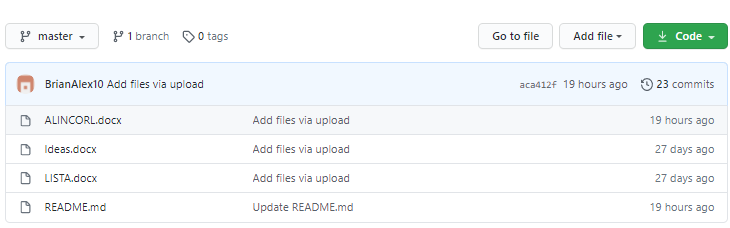 master 1 branch 0 tags Go to file Add file Code
BrianAlex10 Add files via upload aca412f 19 hours ago 23 commits
ALINCORL.docx Add files via upload 19 hours ago
Ideas.docx Add files via upload 27 days ago
LISTA.docx Add files via upload 27 days ago
README.md Update README.md 19 hours ago